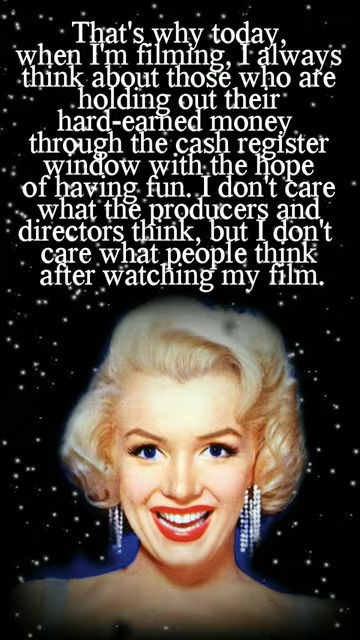 That's why today,
when I'm filming, I always
think about those who are
holding out their
hard-earned money
through the cash register
window with the hope
of having fun. I don't care
what the producers and
directors think, but I don't
care what people think
after watching my film.